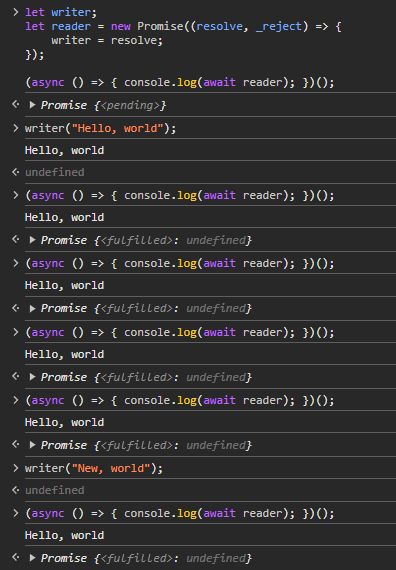 let writer;
let reader = new Promise((resolve, _reject) => {
    writer = resolve;
});

(async () => { console.log(await reader); })();
Promise {<pending>}
writer("Hello, world");
Hello, world
undefined
(async () => { console.log(await reader); })();
Hello, world
Promise {<fulfilled>: undefined}
(async () => { console.log(await reader); })();
Hello, world
Promise {<fulfilled>: undefined}
(async () => { console.log(await reader); })();
Hello, world
Promise {<fulfilled>: undefined}
(async () => { console.log(await reader); })();
Hello, world
Promise {<fulfilled>: undefined}
writer("New, world");
undefined
(async () => { console.log(await reader); })();
Hello, world
Promise {<fulfilled>: undefined}